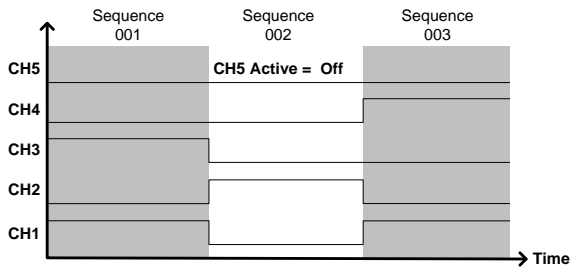 Sequence Sequence Sequence
001 002 003
CH5 CH5 Active = Off
CH4
CH3
CH2
CH1
Time